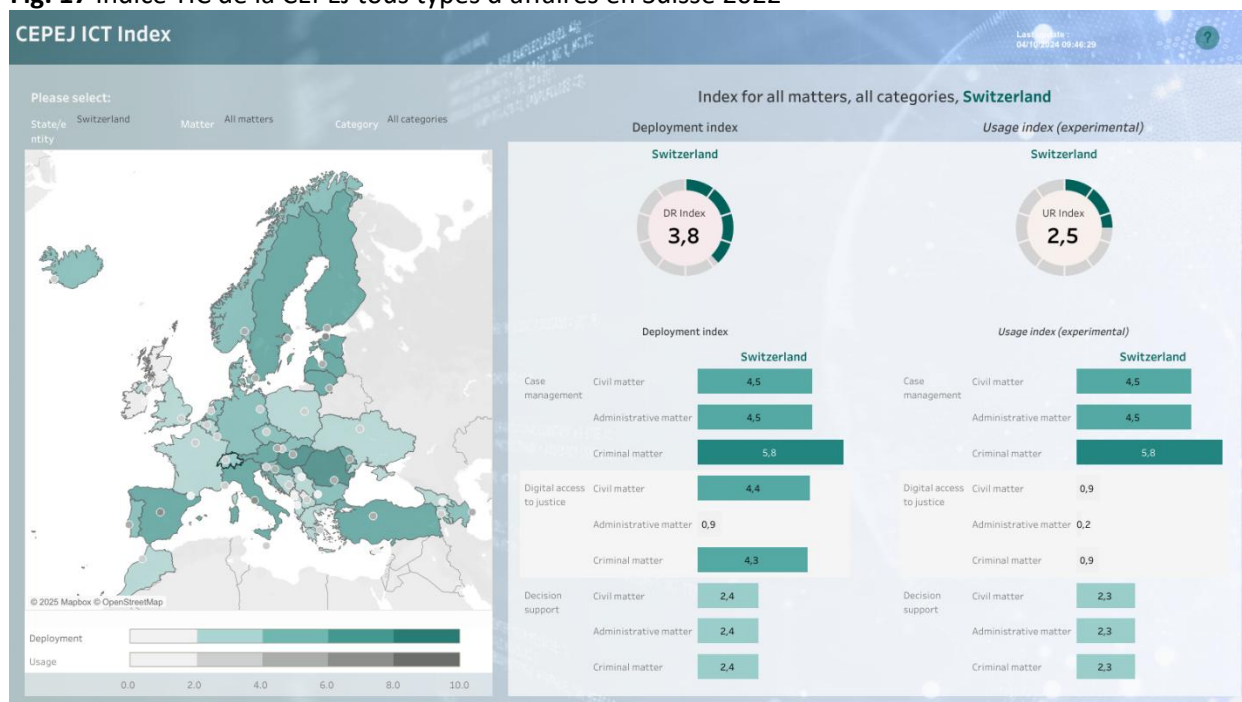 Fig. 17 Indice TIC de la CEPEJ tous types d'affaires en Suisse 2022
CEPEJ ICT Index
04/10/2024 09:46:29
?
Please select:
State/e
ntity
Switzerland
Matter
All matters
Category
All categories
Index for all matters, all categories, Switzerland
Deployment index
Usage index (experimental)
Switzerland
Switzerland
DR Index
3,8
UR Index
2,5
Deployment index
Usage index (experimental)
Switzerland
Switzerland
Case
management
Civil matter
4,5
Administrative matter
4,5
Criminal matter
5,8
Digital access
to justice
Civil matter
4,4
Administrative matter
0,9
Criminal matter
4,3
Decision
support
Civil matter
2,4
Administrative matter
2,4
Criminal matter
2,4
Case
management
Civil matter
4,5
Administrative matter
4,5
Criminal matter
5,8
Digital access
to justice
Civil matter
0,9
Administrative matter
0,2
Criminal matter
0,9
Decision
support
Civil matter
2,3
Administrative matter
2,3
Criminal matter
2,3
© 2025 Mapbox © OpenStreetMap
Deployment
Usage
0.0 2.0 4.0 6.0 8.0 10.0